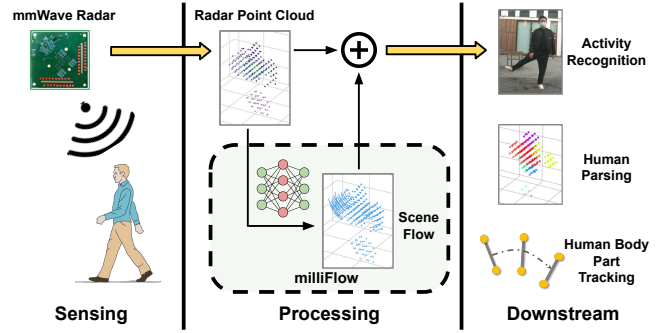 mmWave Radar
Radar Point Cloud
Activity
Recognition
Human
Parsing
Scene
Flow
milliFlow
Human Body
Part
Tracking
Sensing
Processing
Downstream